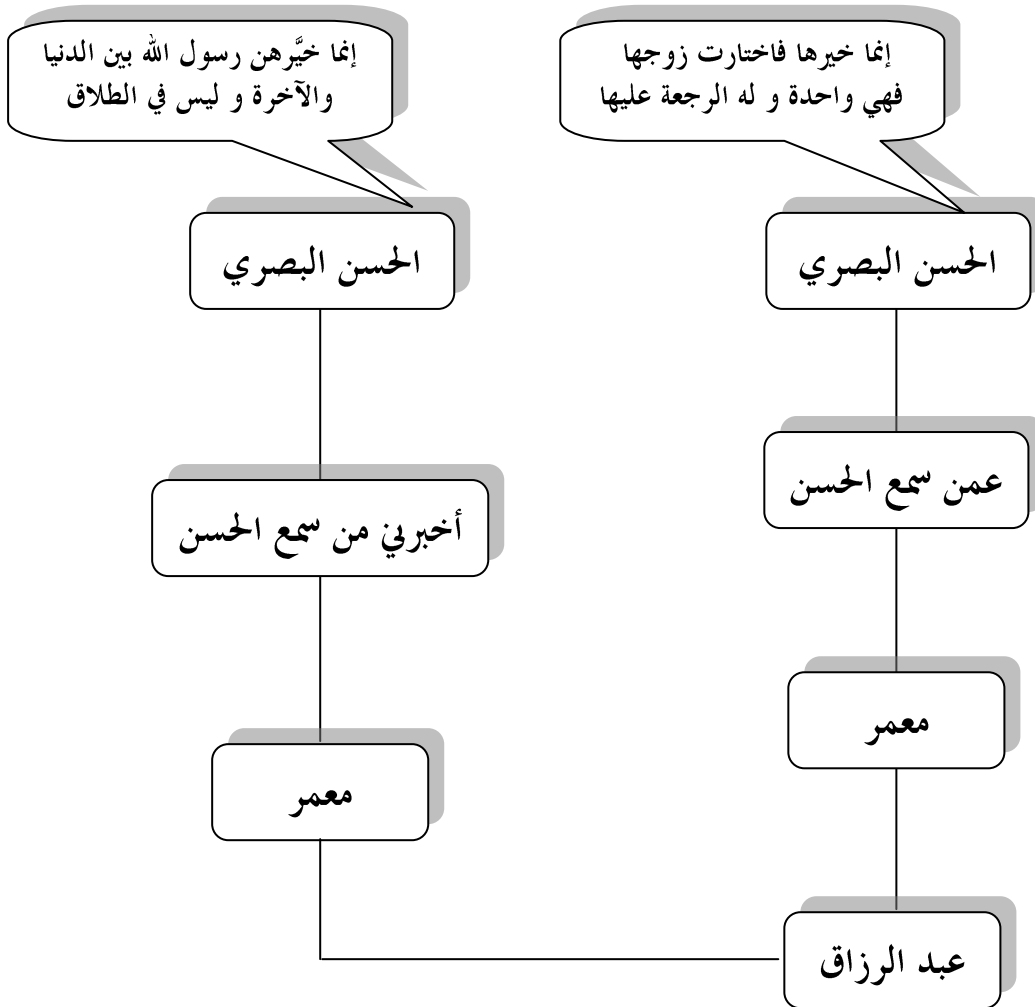 إنما خيرها فاختارت زوجها
فهي واحدة و له الرجعة عليها
إنما خيَّرهن رسول الله بين الدنيا
والآخرة و ليس في الطلاق
الحسن البصري
الحسن البصري
عمن سمع الحسن
أخبرني من سمع الحسن
معمر
معمر
عبد الرزاق